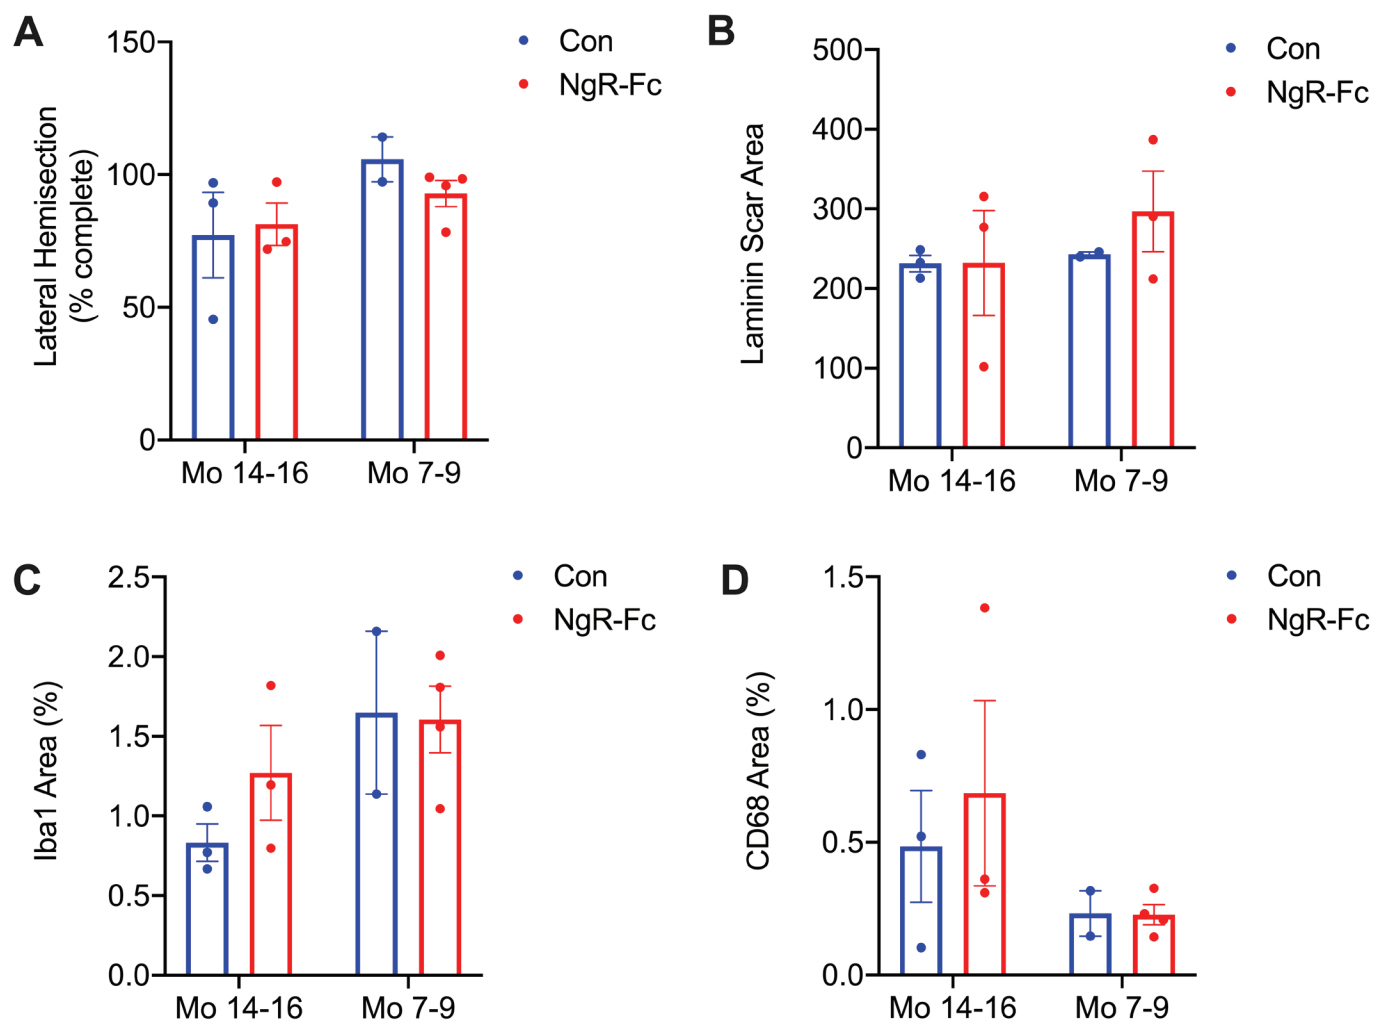 A
Lateral Hemisection
(% complete)
150
100
50
0
Mo 14-16
Mo 7-9
Con
NgR-Fc
B
Laminin Scar Area
500
400
300
200
100
0
Mo 14-16
Mo 7-9
Con
NgR-Fc
C
Iba1 Area (%)
2.5
2.0
1.5
1.0
0.5
0.0
Mo 14-16
Mo 7-9
Con
NgR-Fc
D
CD68 Area (%)
1.5
1.0
0.5
0.0
Mo 14-16
Mo 7-9
Con
NgR-Fc